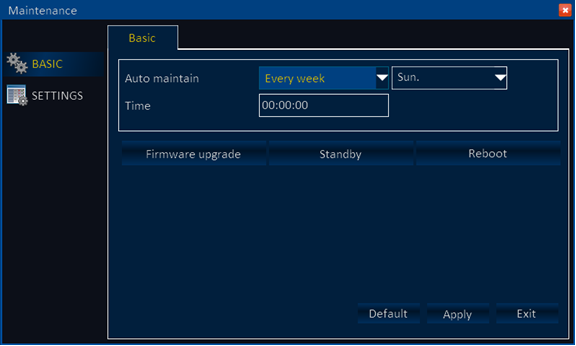 Maintenance
BASIC
SETTINGS
Basic
Auto maintain Every week Sun.
Time 00:00:00
Firmware upgrade Standby Reboot
Default Apply Exit